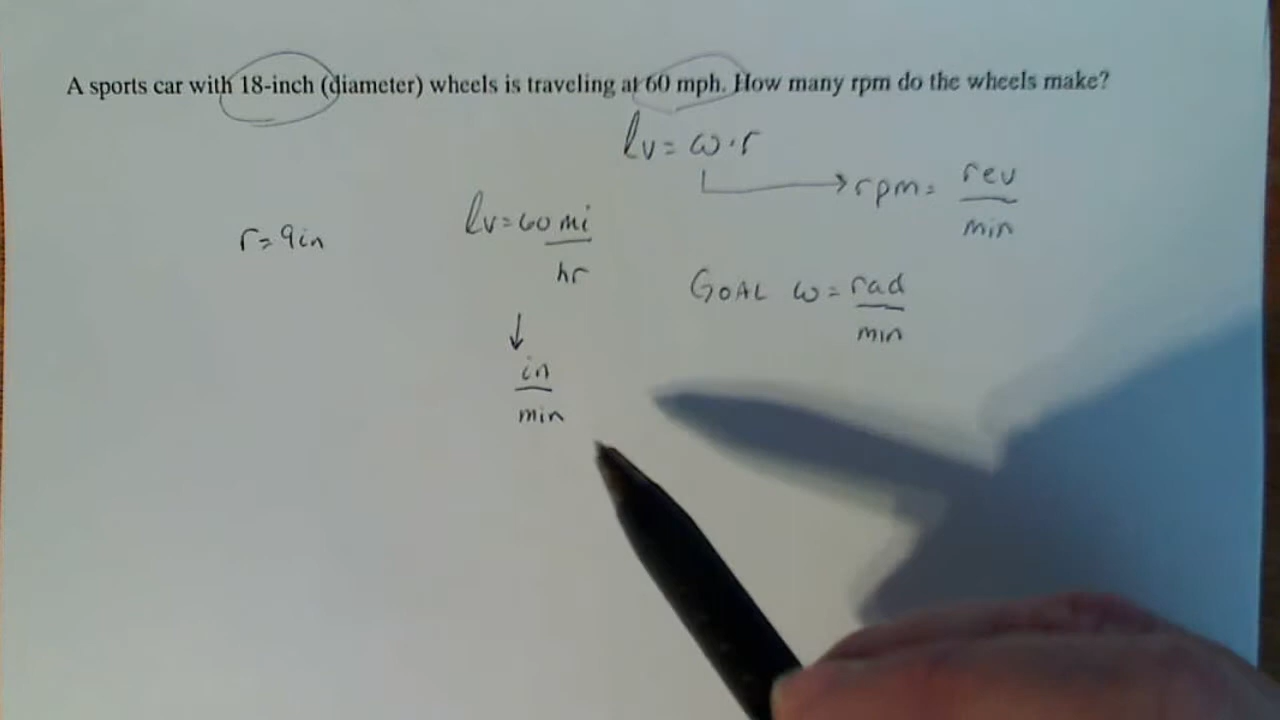 A sports car with 18-inch (diameter) wheels is traveling at 60 mph. How many rpm do the wheels make?
lv = ω·r
rpm = rev/min
lv = 60 mi/hr
r = 9in
GOAL ω = rad/min
in/min